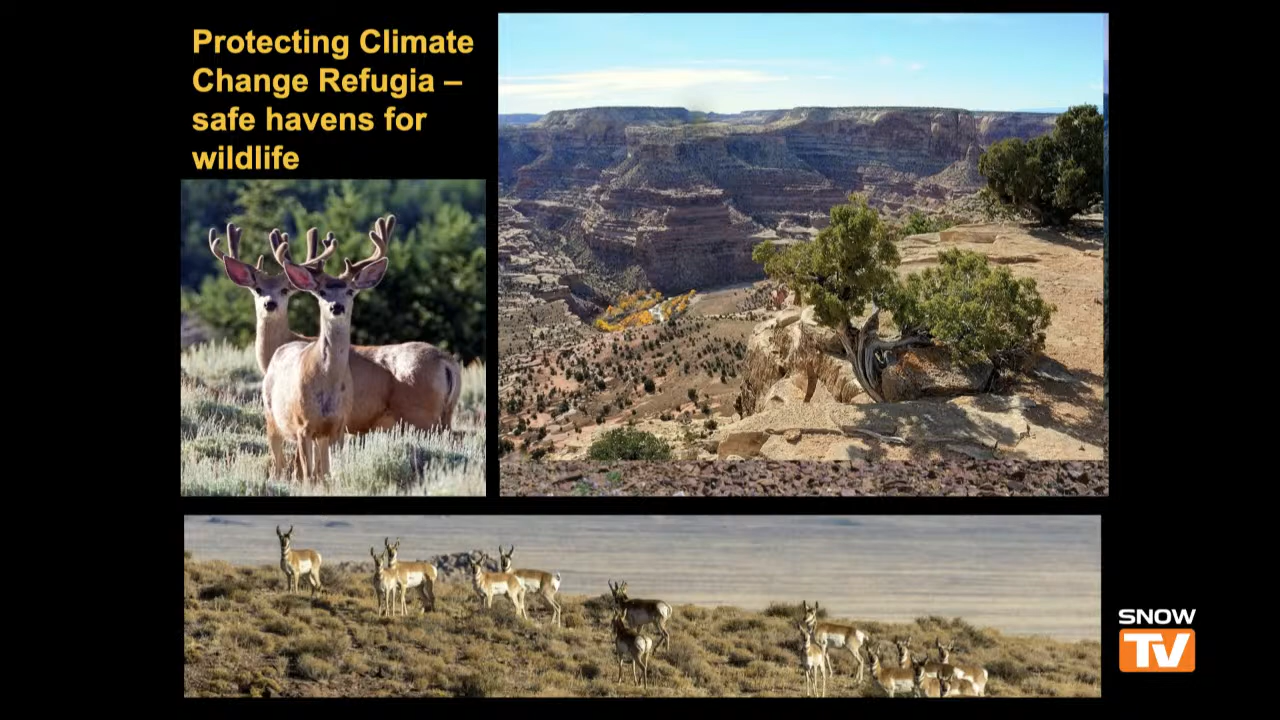 Protecting Climate
Change Refugia –
safe havens for
wildlife
SNOW
TV